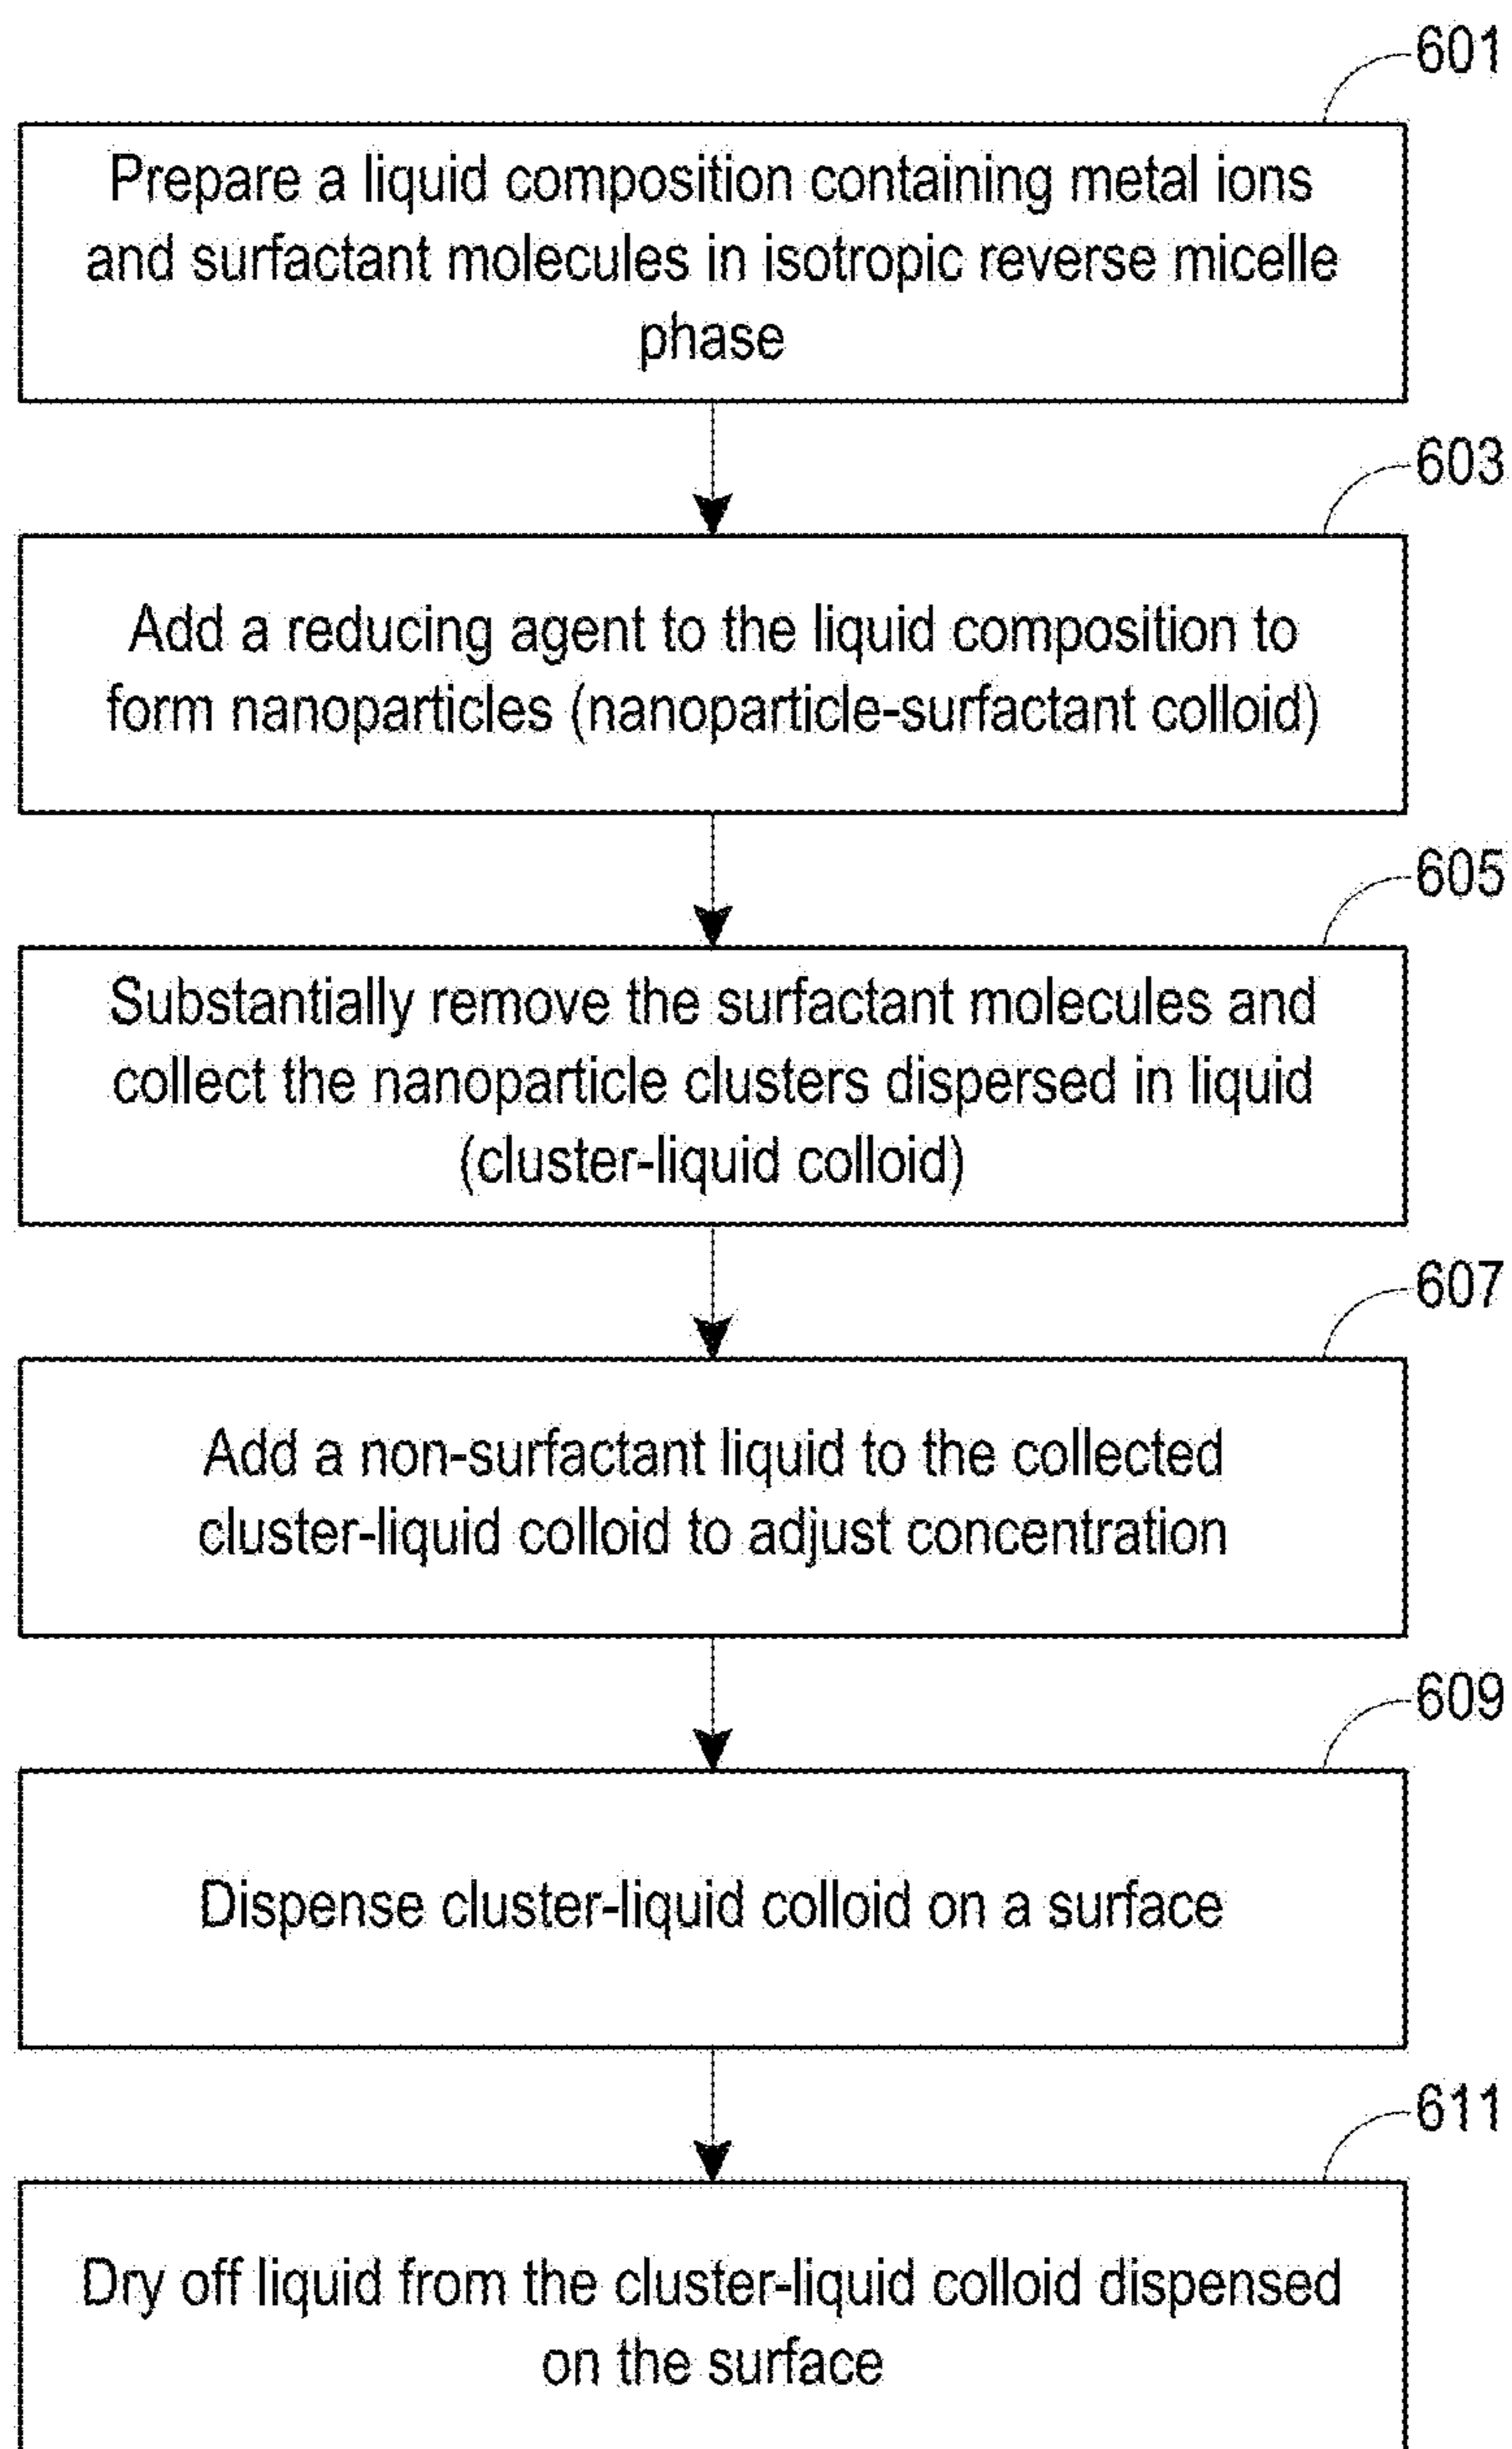 601
Prepare a liquid composition containing metal ions
and surfactant molecules in isotropic reverse micelle
phase
603
Add a reducing agent to the liquid composition to
form nanoparticles (nanoparticle-surfactant colloid)
605
Substantially remove the surfactant molecules and
collect the nanoparticle clusters dispersed in liquid
(cluster-liquid colloid)
607
Add a non-surfactant liquid to the collected
cluster-liquid colloid to adjust concentration
609
Dispense cluster-liquid colloid on a surface
611
Dry off liquid from the cluster-liquid colloid dispensed
on the surface